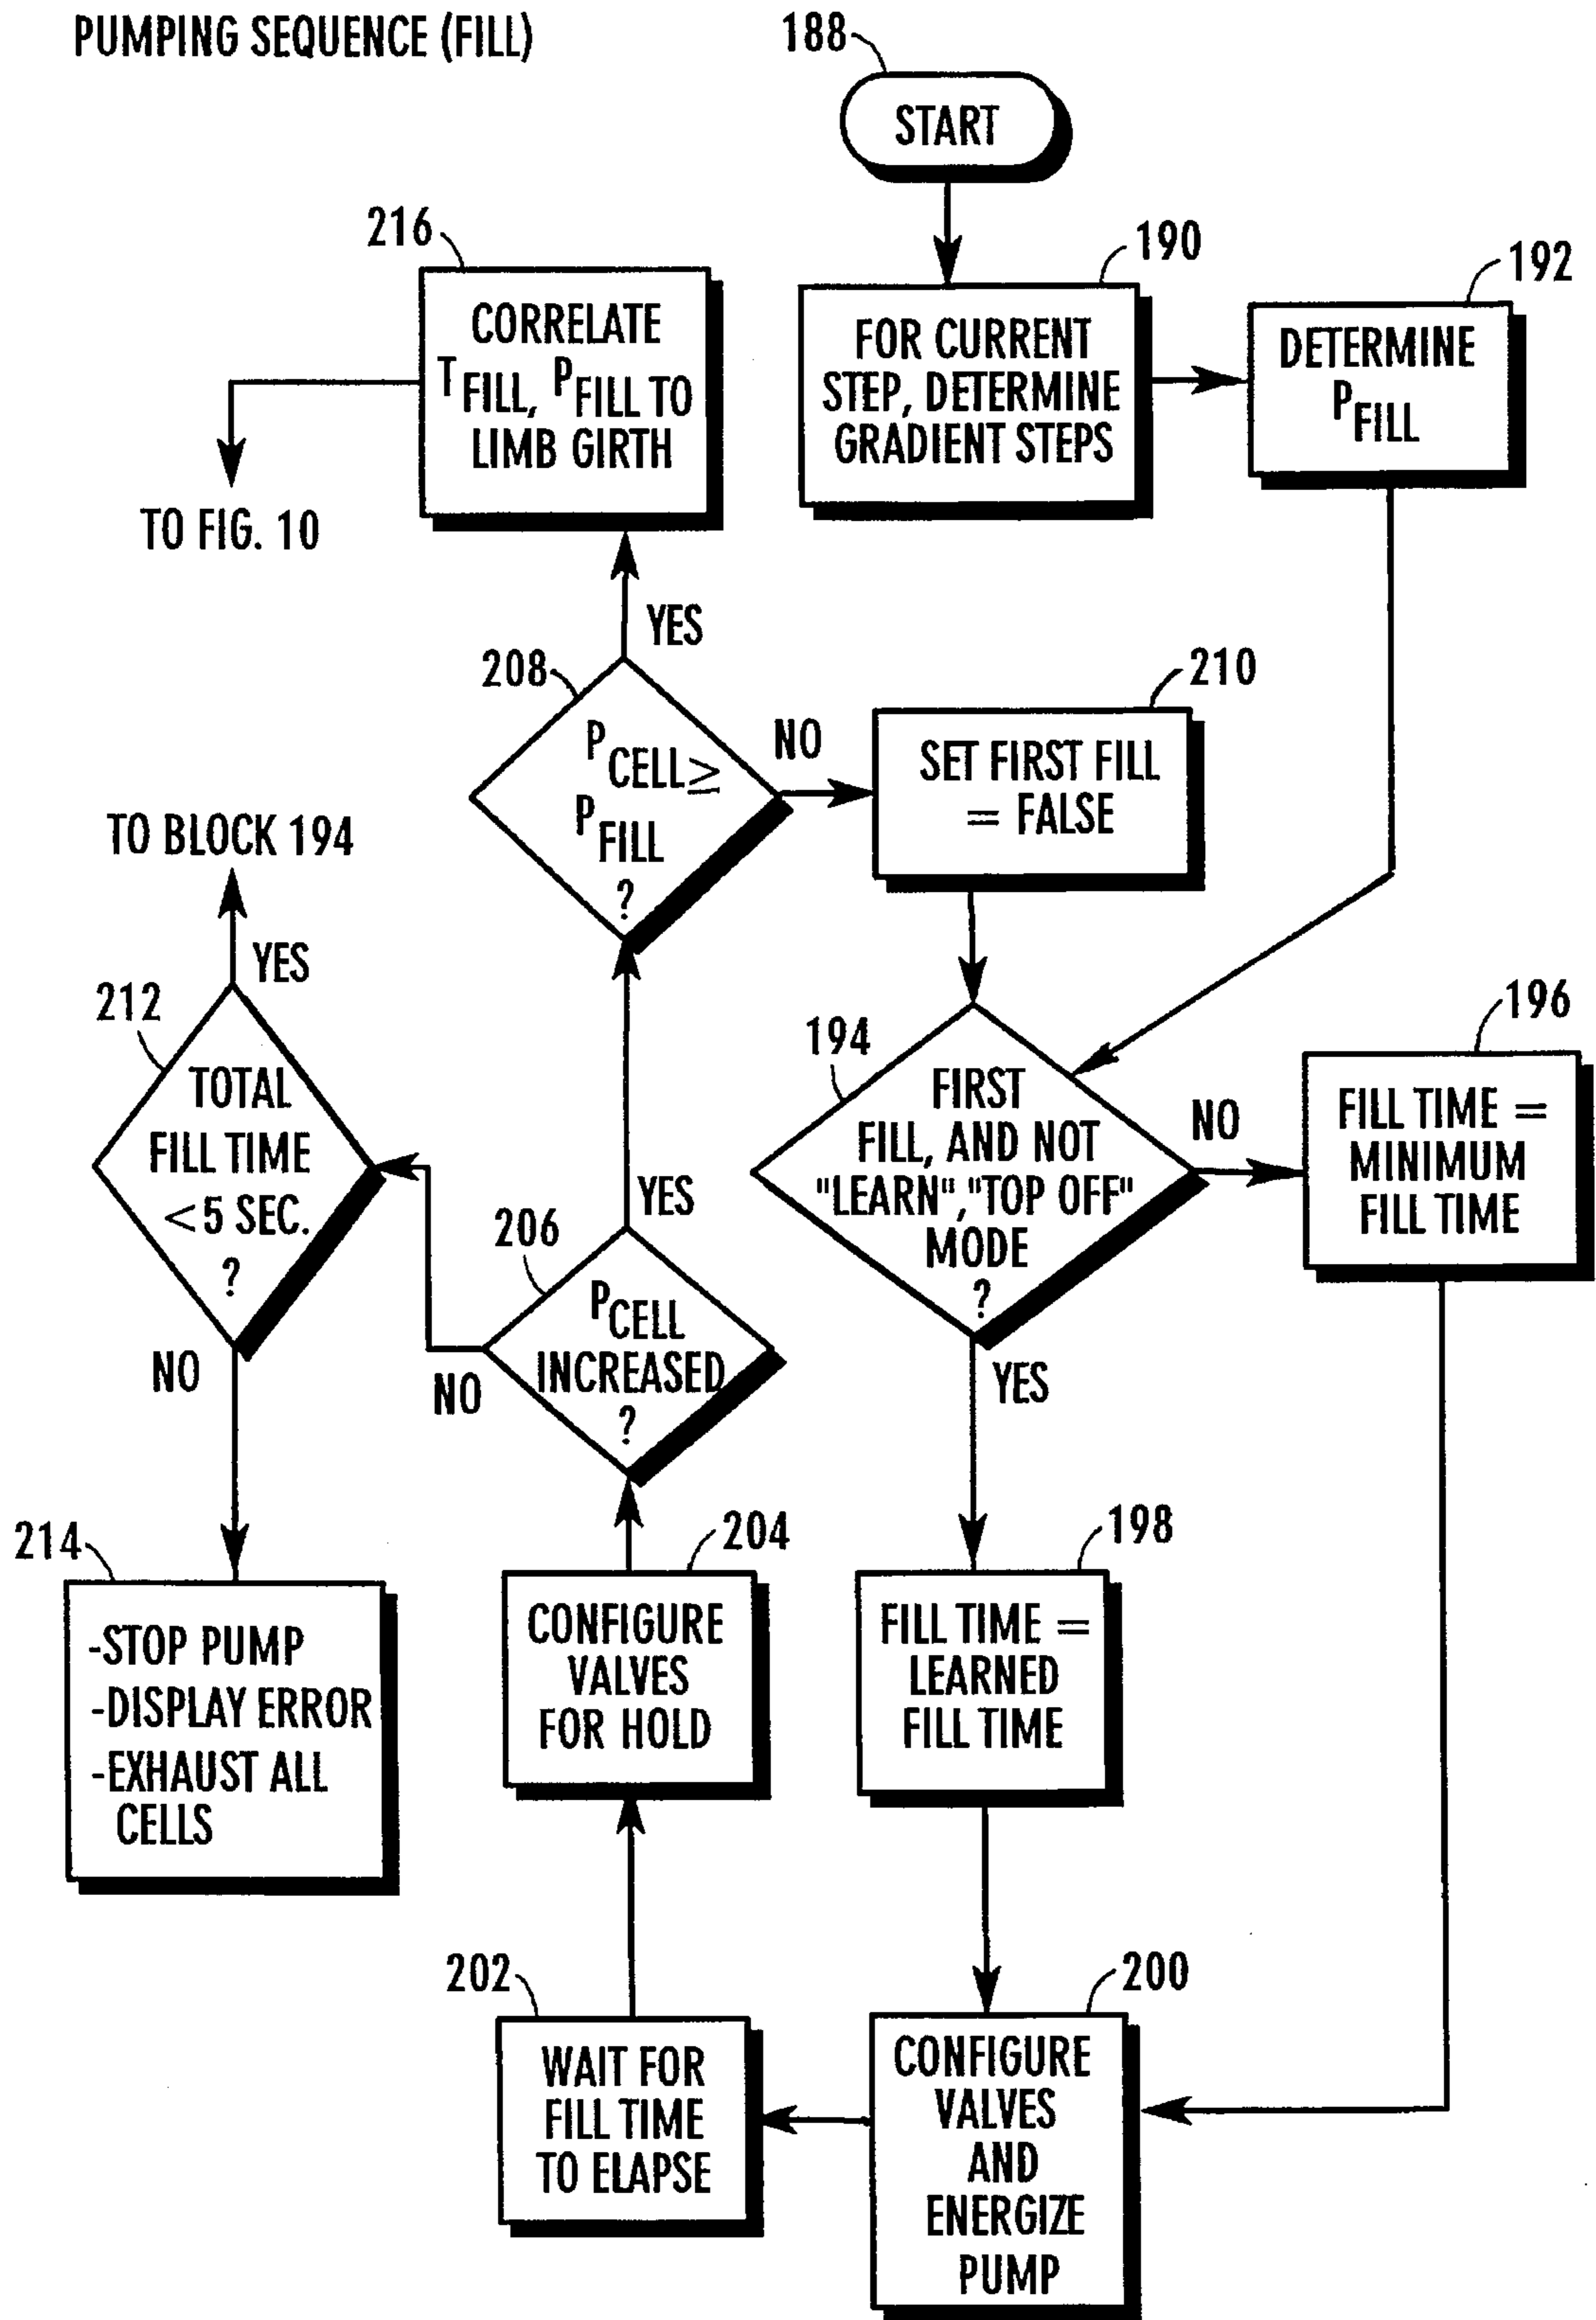 PUMPING SEQUENCE (FILL)
188
START
190
FOR CURRENT
STEP, DETERMINE
GRADIENT STEPS
192
DETERMINE
PFILL
216
CORRELATE
TFILL, PFILL TO
LIMB GIRTH
TO FIG. 10
YES
208
PCELL≥
PFILL
?
NO
210
SET FIRST FILL
= FALSE
TO BLOCK 194
YES
212
TOTAL
FILL TIME
<5 SEC.
?
NO
194
FIRST
FILL, AND NOT
"LEARN","TOP OFF"
MODE
?
NO
196
FILL TIME =
MINIMUM
FILL TIME
YES
206
PCELL
INCREASED
?
NO
YES
214
-STOP PUMP
-DISPLAY ERROR
-EXHAUST ALL
CELLS
204
CONFIGURE
VALVES
FOR HOLD
198
FILL TIME =
LEARNED
FILL TIME
202
WAIT FOR
FILL TIME
TO ELAPSE
200
CONFIGURE
VALVES
AND
ENERGIZE
PUMP